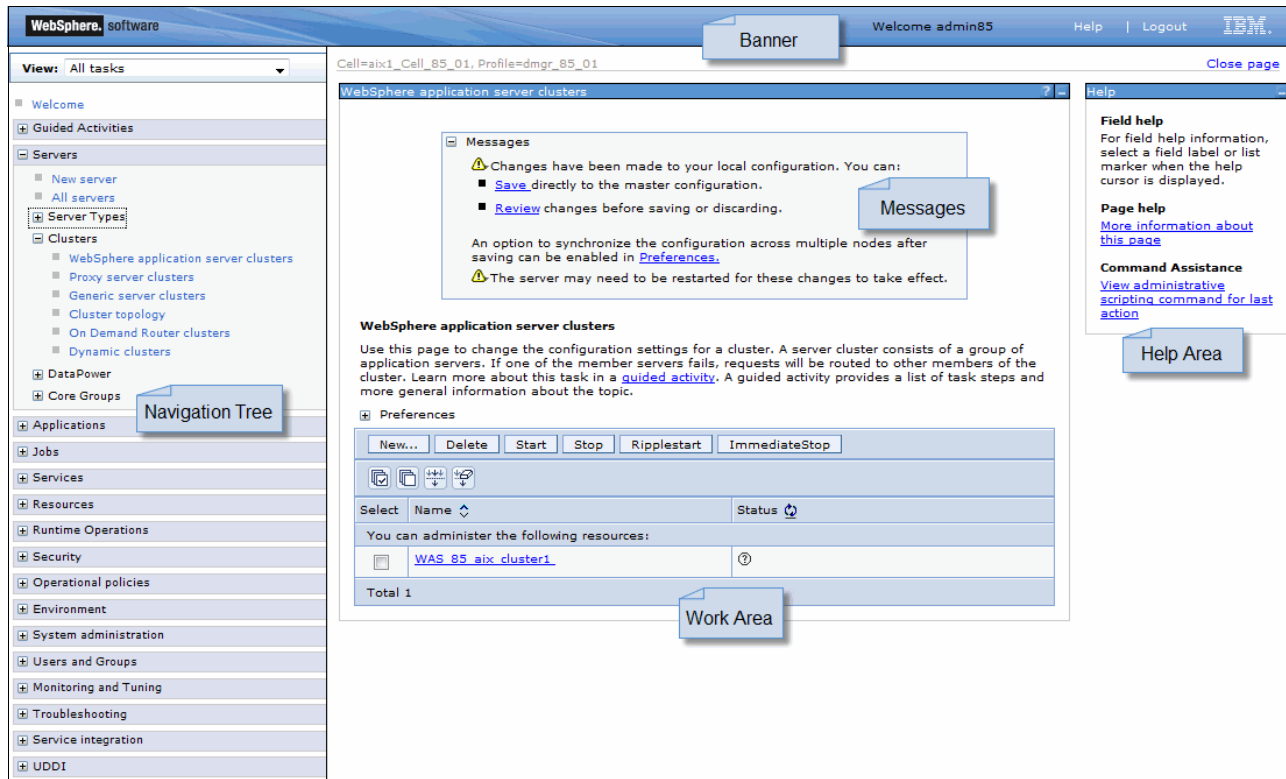 WebSphere. software
Banner
Welcome admin85
Help | Logout
IBM.
View: All tasks
Welcome
Guided Activities
Servers
New server
All servers
Server Types
Clusters
WebSphere application server clusters
Proxy server clusters
Generic server clusters
Cluster topology
On Demand Router clusters
Dynamic clusters
DataPower
Core Groups
Navigation Tree
Applications
Jobs
Services
Resources
Runtime Operations
Security
Operational policies
Environment
System administration
Users and Groups
Monitoring and Tuning
Troubleshooting
Service integration
UDDI
Cell=aix1_Cell_85_01, Profile=dmgr_85_01
Close page
WebSphere application server clusters
? -
Messages
Changes have been made to your local configuration. You can:
Save directly to the master configuration.
Review changes before saving or discarding.
Messages
An option to synchronize the configuration across multiple nodes after
saving can be enabled in Preferences.
The server may need to be restarted for these changes to take effect.
WebSphere application server clusters
Use this page to change the configuration settings for a cluster. A server cluster consists of a group of
application servers. If one of the member servers fails, requests will be routed to other members of the
cluster. Learn more about this task in a guided activity. A guided activity provides a list of task steps and
more general information about the topic.
Preferences
New... Delete Start Stop Ripplestart ImmediateStop
Select Name Status
You can administer the following resources:
WAS_85_aix_cluster1
?
Total 1
Work Area
Help
Field help
For field help information,
select a field label or list
marker when the help
cursor is displayed.
Page help
More information about
this page
Command Assistance
View administrative
scripting command for last
action
Help Area